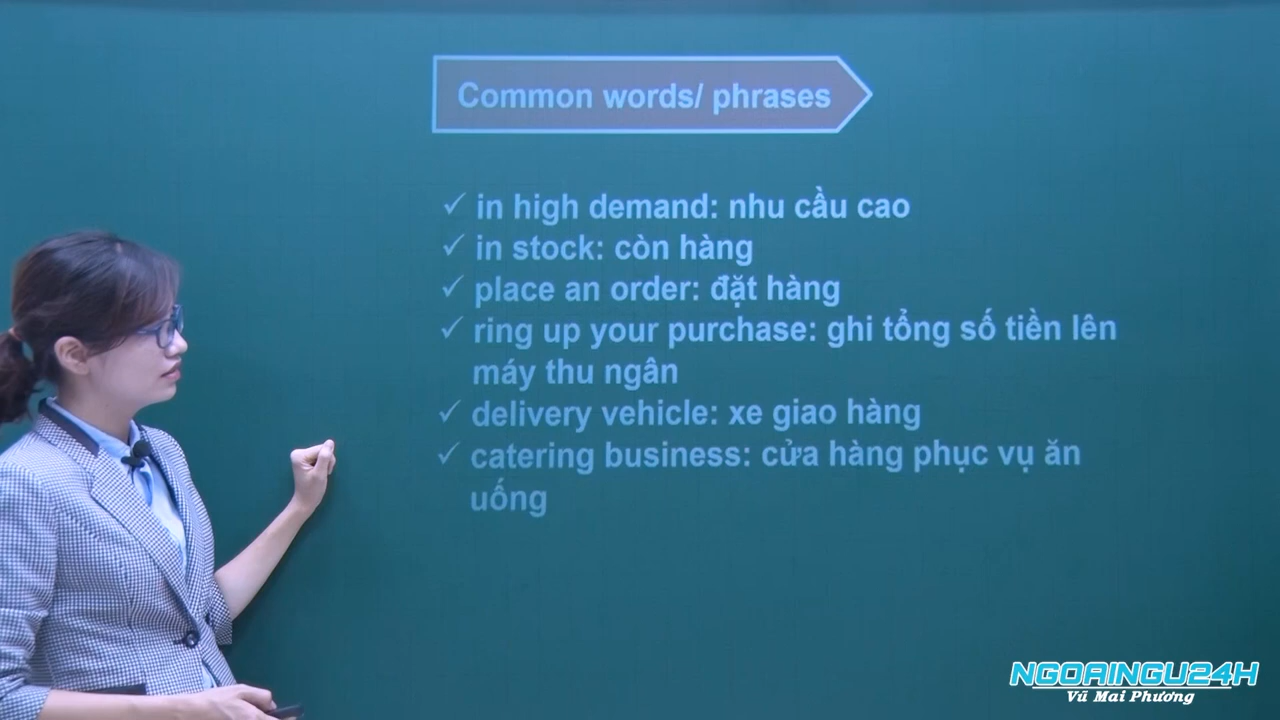 Common words/ phrases
✓ in high demand: nhu cầu cao
✓ in stock: còn hàng
✓ place an order: đặt hàng
✓ ring up your purchase: ghi tổng số tiền lên
máy thu ngân
✓ delivery vehicle: xe giao hàng
✓ catering business: cửa hàng phục vụ ăn
uống
NGOAINGU24H
Vũ Mai Phương